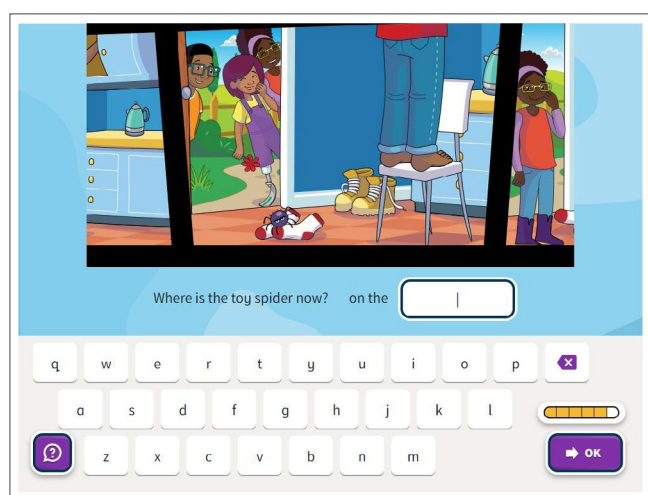 Where is the toy spider now? on the
q w e r t y u i o p
a s d f g h j k l
z x c v b n m OK